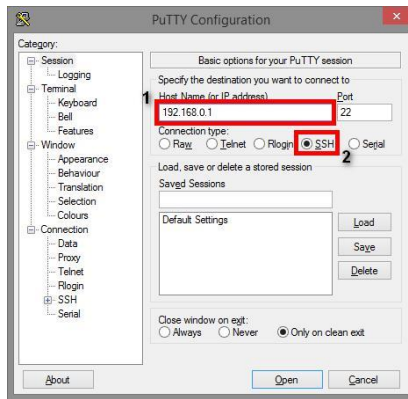 PuTTY Configuration
Category:
Session
Logging
Terminal
Keyboard
Bell
Features
Window
Appearance
Behaviour
Translation
Selection
Colours
Connection
Data
Proxy
Telnet
Rlogin
SSH
Serial
Basic options for your PuTTY session
Specify the destination you want to connect to
1
Host Name (or IP address) Port
192.168.0.1 22
Connection type:
Raw Telnet Rlogin SSH Serial
2
Load, save or delete a stored session
Saved Sessions
Default Settings
Load
Save
Delete
Close window on exit:
Always Never Only on clean exit
About Open Cancel